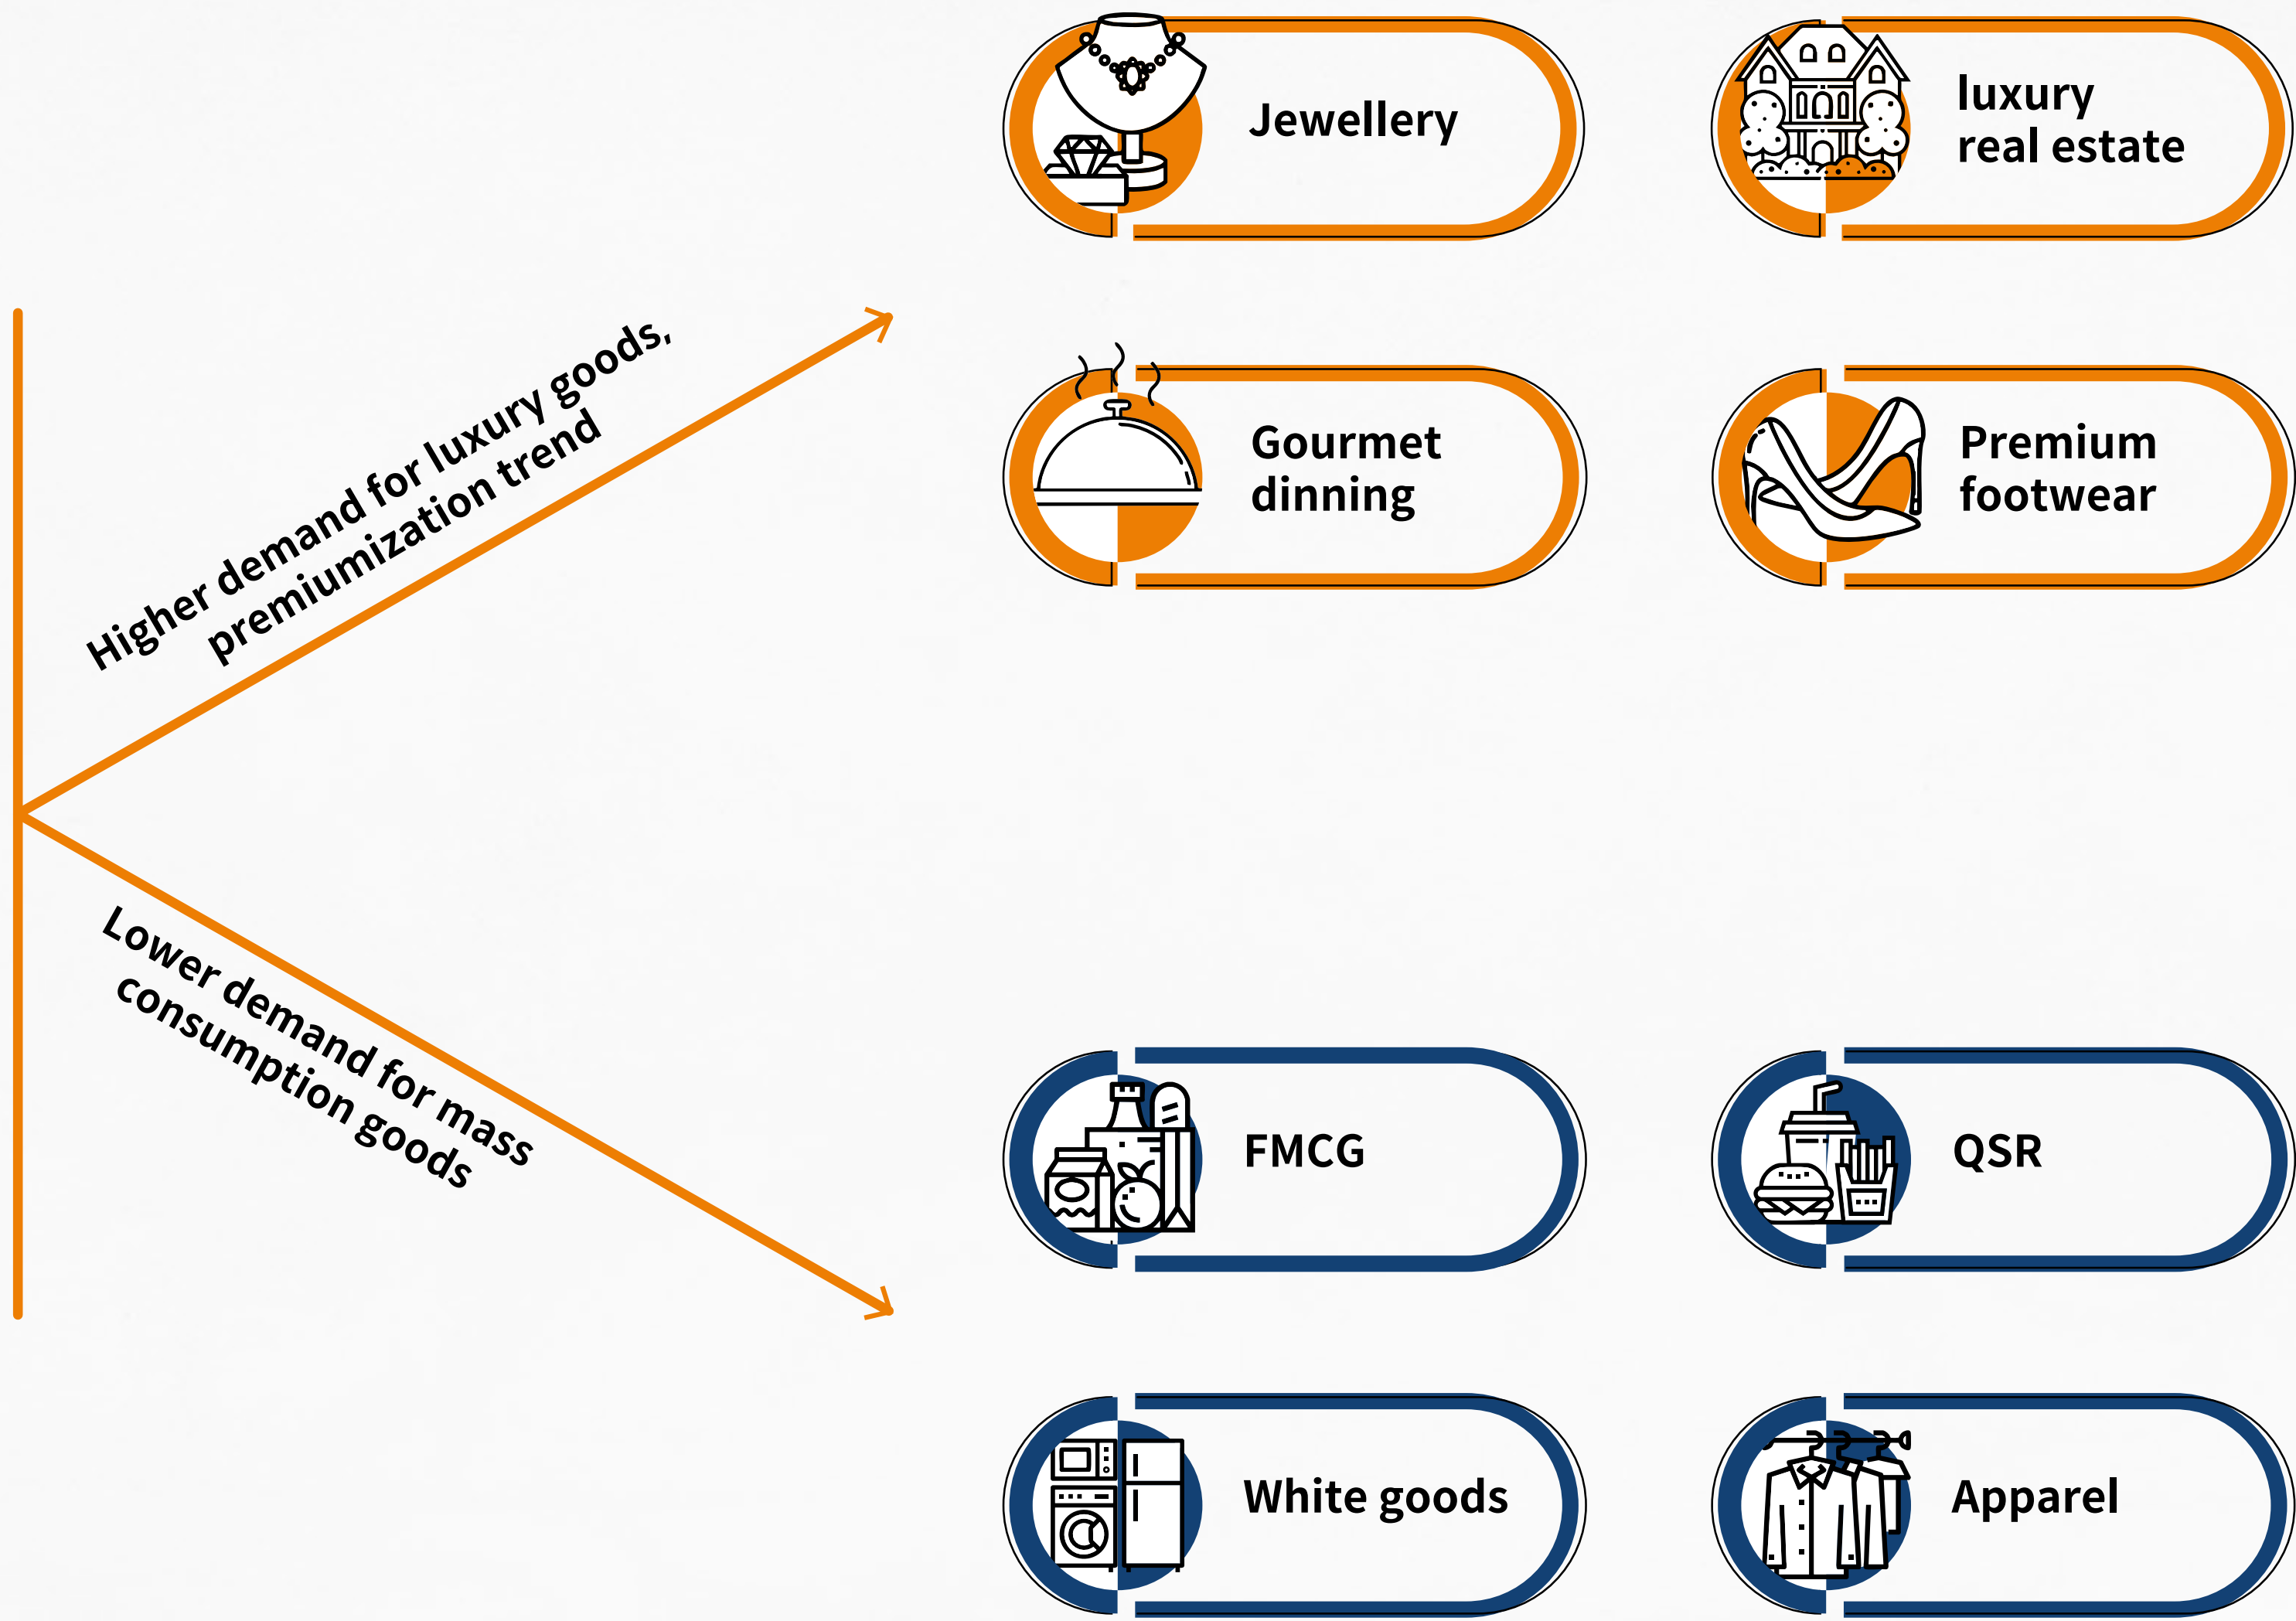 Jewellery
luxury
real estate
Higher demand for luxury goods,
premiumization trend
Gourmet
dinning
Premium
footwear
Lower demand for mass
consumption goods
FMCG
QSR
White goods
Apparel